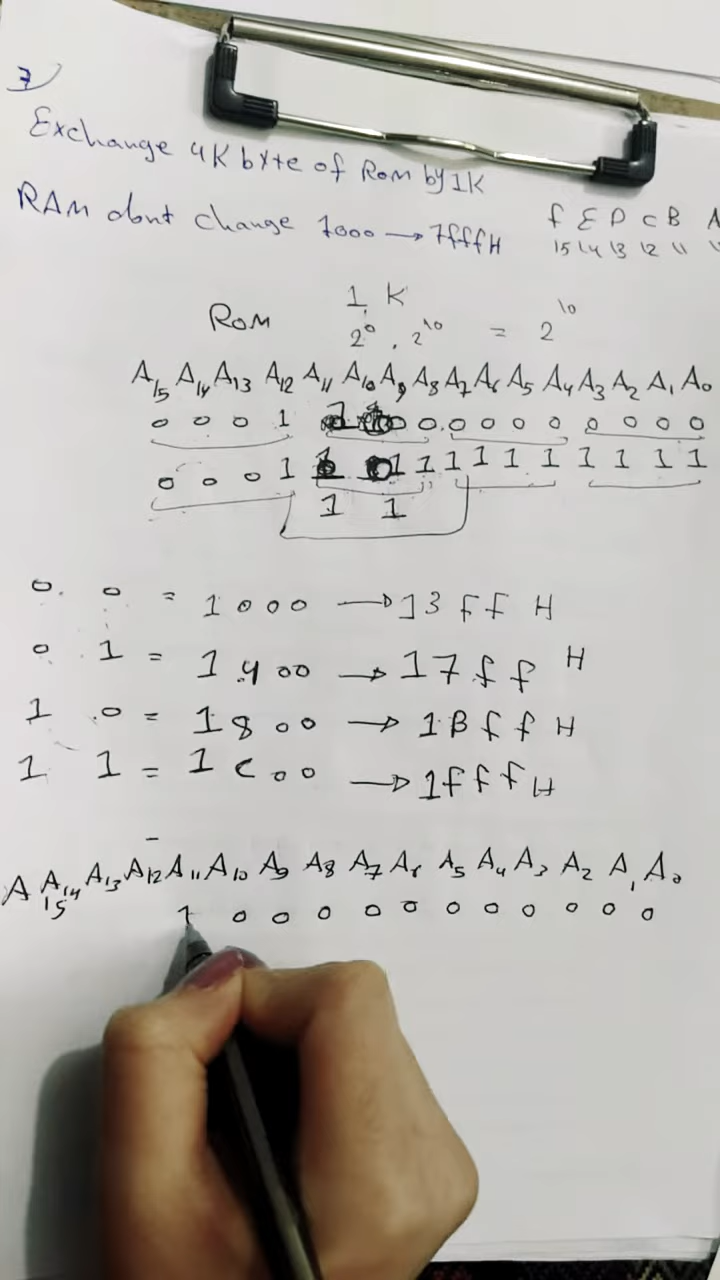 7)
Exchange 4K byte of Rom by 1K
RAM dont change 7000 → 7fffH
f E D C B A
15 14 13 12 11
1 K
Rom 2⁰ . 2¹⁰ = 2¹⁰
A15 A14 A13 A12 A11 A10 A9 A8 A7 A6 A5 A4 A3 A2 A1 A0
0 0 0 1 0 0 0 0 0 0 0 0 0 0
0 0 0 1 1 1 1 1 1 1 1 1 1 1
1 1
0 0 = 1000 → 13FF H
0 1 = 1400 → 17ff H
1 0 = 1800 → 1BffH
1 1 = 1C00 → 1fffH
A15 A14 A13 A12 A11 A10 A9 A8 A7 A6 A5 A4 A3 A2 A1 A0
1 0 0 0 0 0 0 0 0 0 0 0